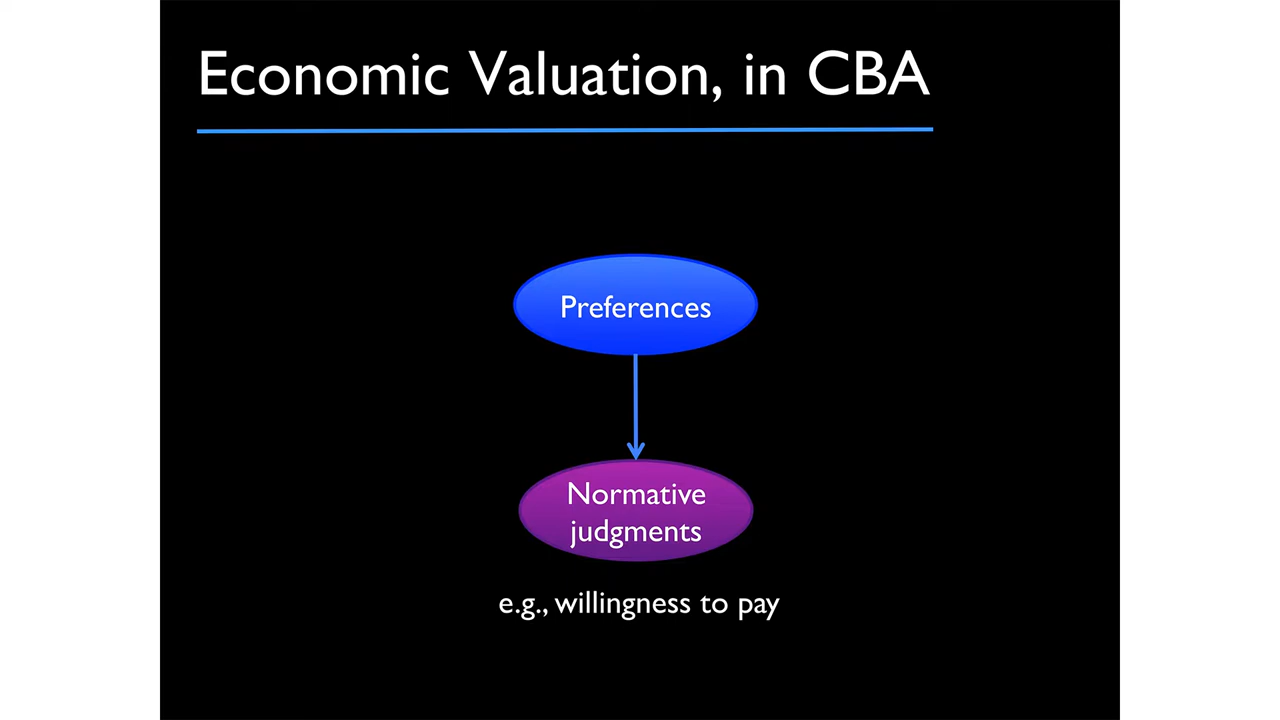 Economic Valuation, in CBA
Preferences
Normative
judgments
e.g., willingness to pay